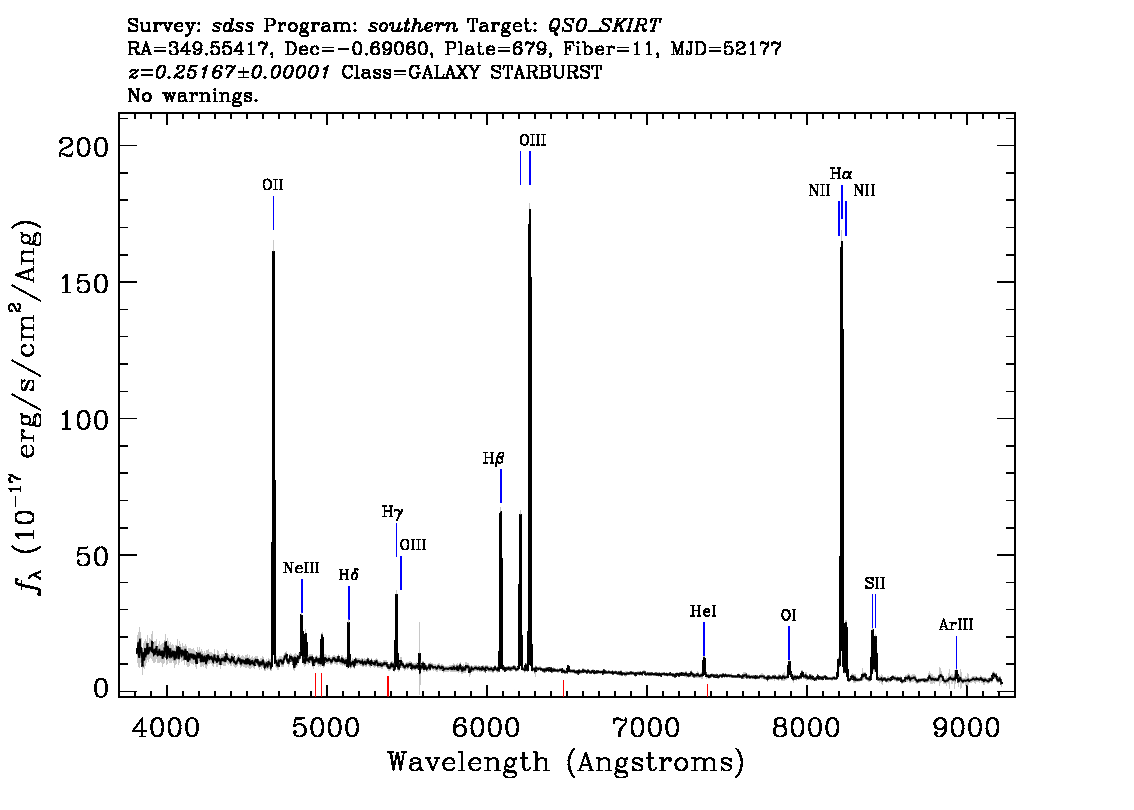 Survey: sdss Program: southern Target: QSO_SKIRT
RA=349.55417, Dec=−0.69060, Plate=679, Fiber=11, MJD=52177
z=0.25167±0.00001 Class=GALAXY STARBURST
No warnings.
200
150
100
50
0
f_λ (10^−17 erg/s/cm^2/Ang)
OII
NeIII
Hδ
Hγ
OIII
Hβ
OIII
HeI
OI
NII
Hα
NII
SII
ArIII
4000 5000 6000 7000 8000 9000
Wavelength (Angstroms)